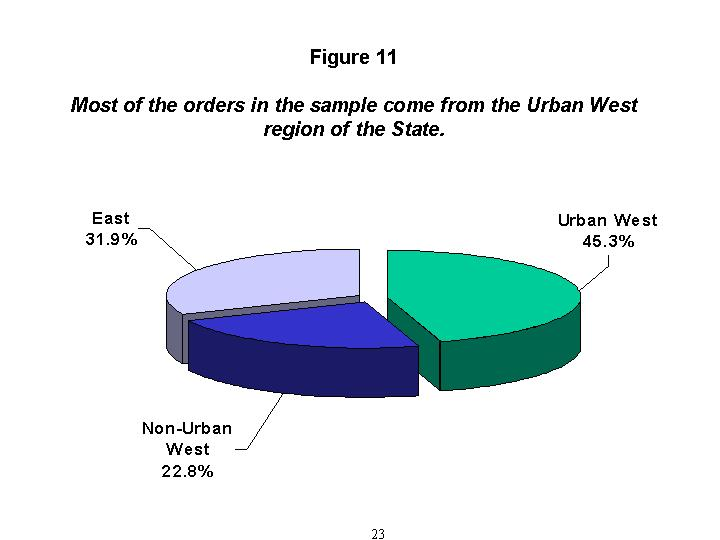 Figure 11
Most of the orders in the sample come from the Urban West
region of the State.
East
31.9%
Urban West
45.3%
Non-Urban
West
22.8%
23